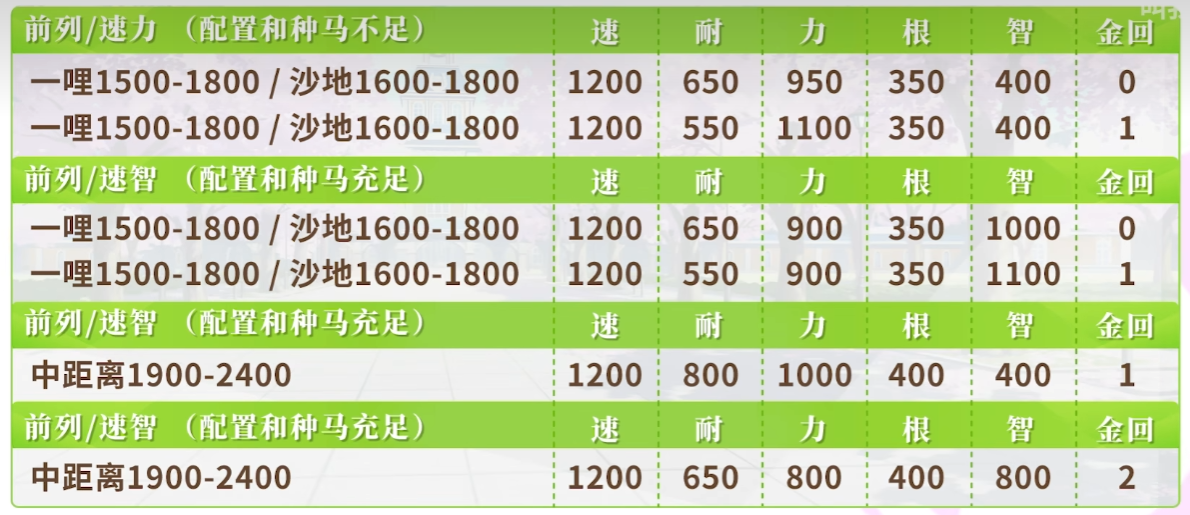 前列/速力 （配置和种马不足） 速 耐 力 根 智 金回
一哩1500-1800 / 沙地1600-1800 1200 650 950 350 400 0
一哩1500-1800 / 沙地1600-1800 1200 550 1100 350 400 1
前列/速智 （配置和种马充足） 速 耐 力 根 智 金回
一哩1500-1800 / 沙地1600-1800 1200 650 900 350 1000 0
一哩1500-1800 / 沙地1600-1800 1200 550 900 350 1100 1
前列/速智 （配置和种马充足） 速 耐 力 根 智 金回
中距离1900-2400 1200 800 1000 400 400 1
前列/速智 （配置和种马充足） 速 耐 力 根 智 金回
中距离1900-2400 1200 650 800 400 800 2